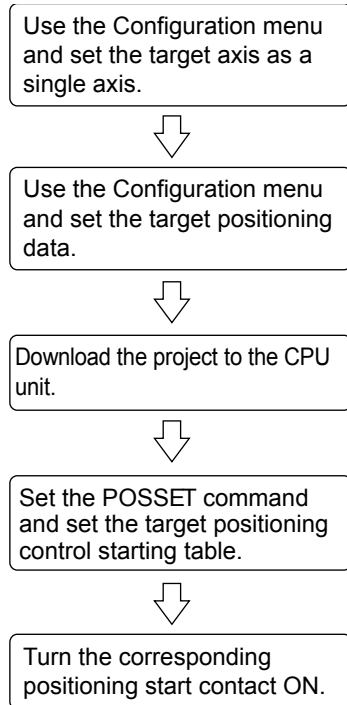 Use the Configuration menu
and set the target axis as a
single axis.
Use the Configuration menu
and set the target positioning
data.
Download the project to the CPU
unit.
Set the POSSET command
and set the target positioning
control starting table.
Turn the corresponding
positioning start contact ON.